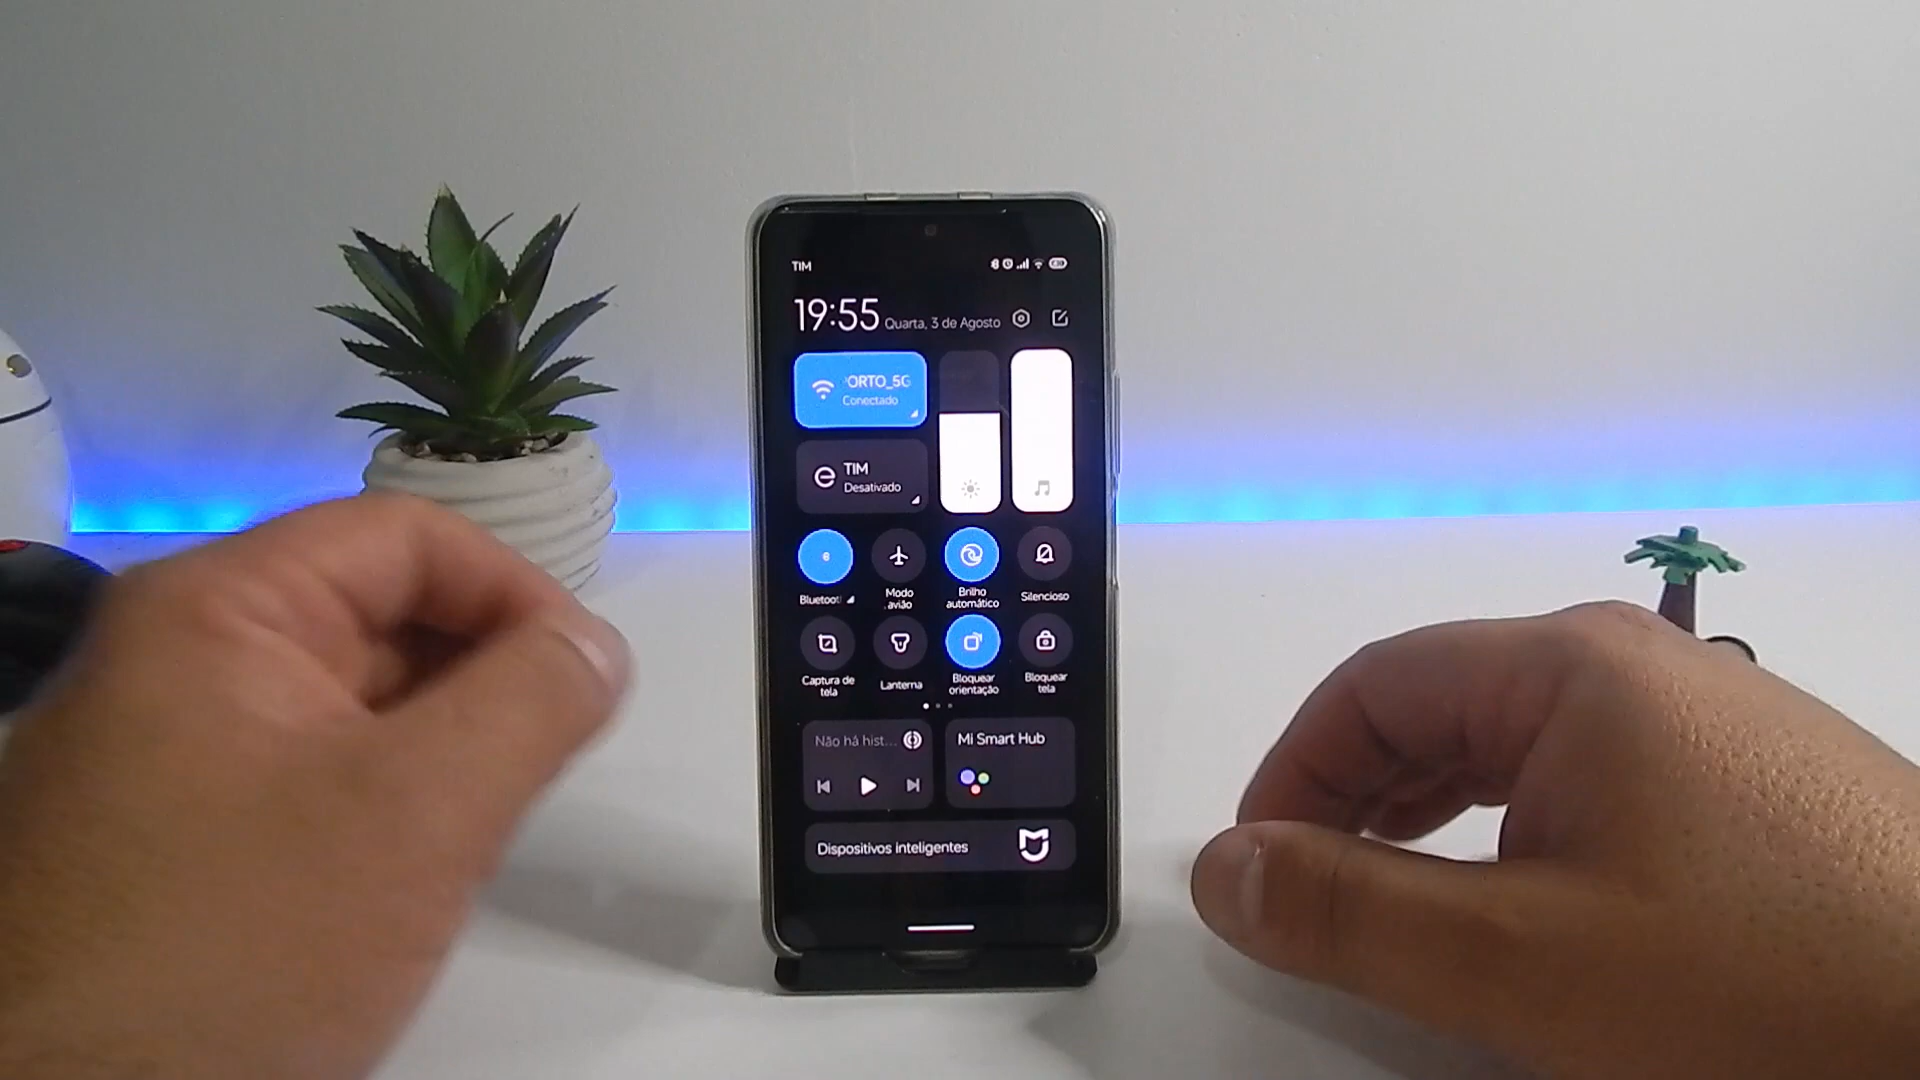 TIM
19:55 Quarta, 3 de Agosto
ORTO_5G
Conectado
TIM
Desativado
Bluetoot
Modo
avião
Brilho
automático
Silencioso
Captura de
tela
Lanterna
Bloquear
orientação
Bloquear
tela
Não há hist...
Mi Smart Hub
Dispositivos inteligentes